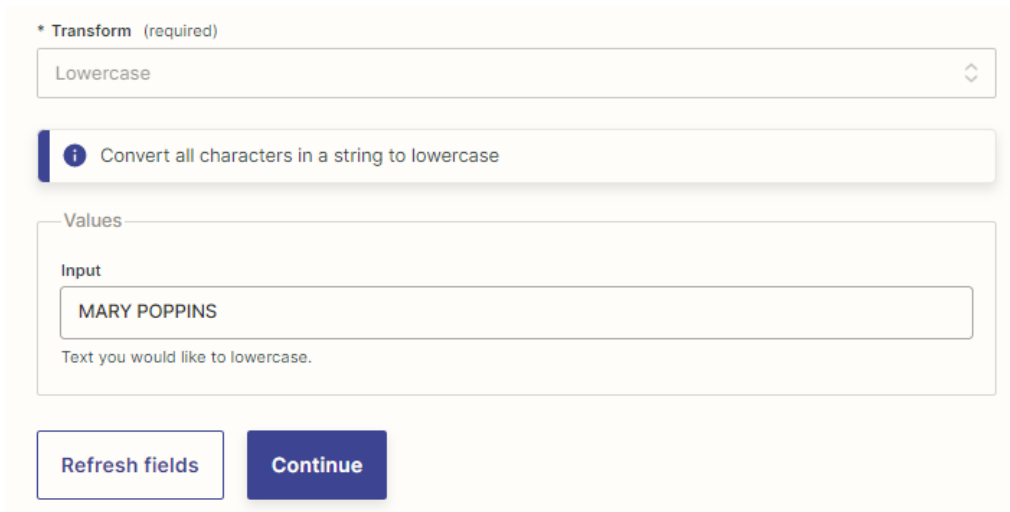 * Transform (required)
Lowercase
Convert all characters in a string to lowercase
Values
Input
MARY POPPINS
Text you would like to lowercase.
Refresh fields
Continue